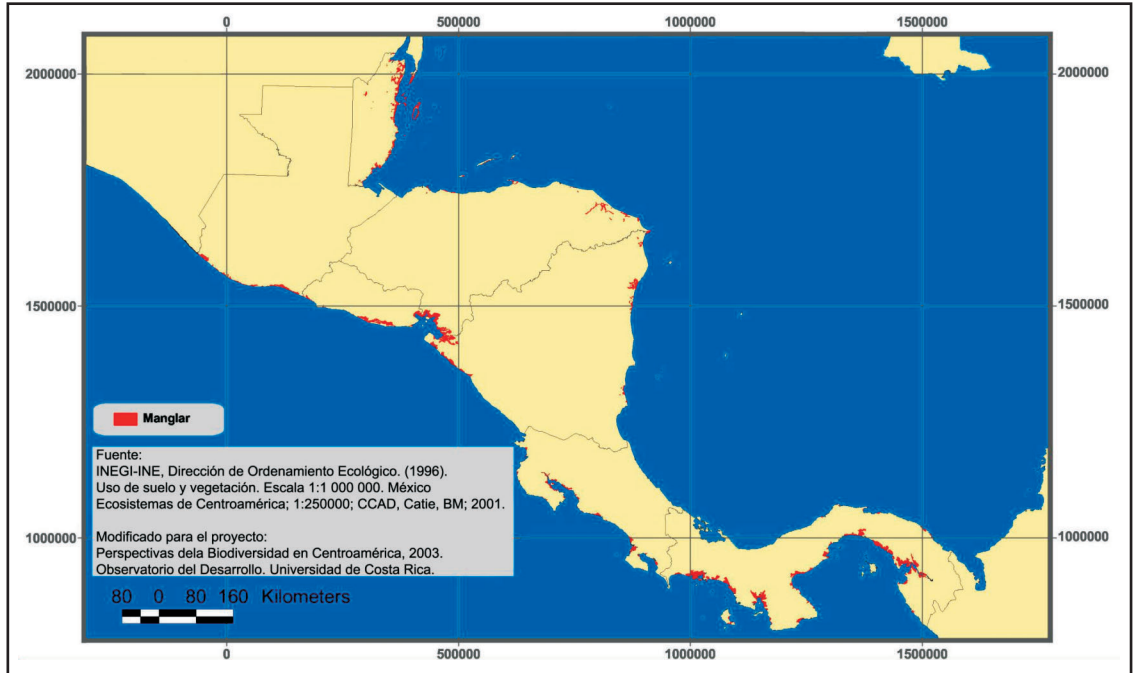 0 500000 1000000 1500000
2000000 2000000
1500000 1500000
Manglar
Fuente:
INEGI-INE, Dirección de Ordenamiento Ecológico. (1996).
Uso de suelo y vegetación. Escala 1:1 000 000. México
Ecosistemas de Centroamérica; 1:250000; CCAD, Catie, BM; 2001.
Modificado para el proyecto:
Perspectivas dela Biodiversidad en Centroamérica, 2003.
Observatorio del Desarrollo. Universidad de Costa Rica.
1000000 1000000
80 0 80 160 Kilometers
0 500000 1000000 1500000